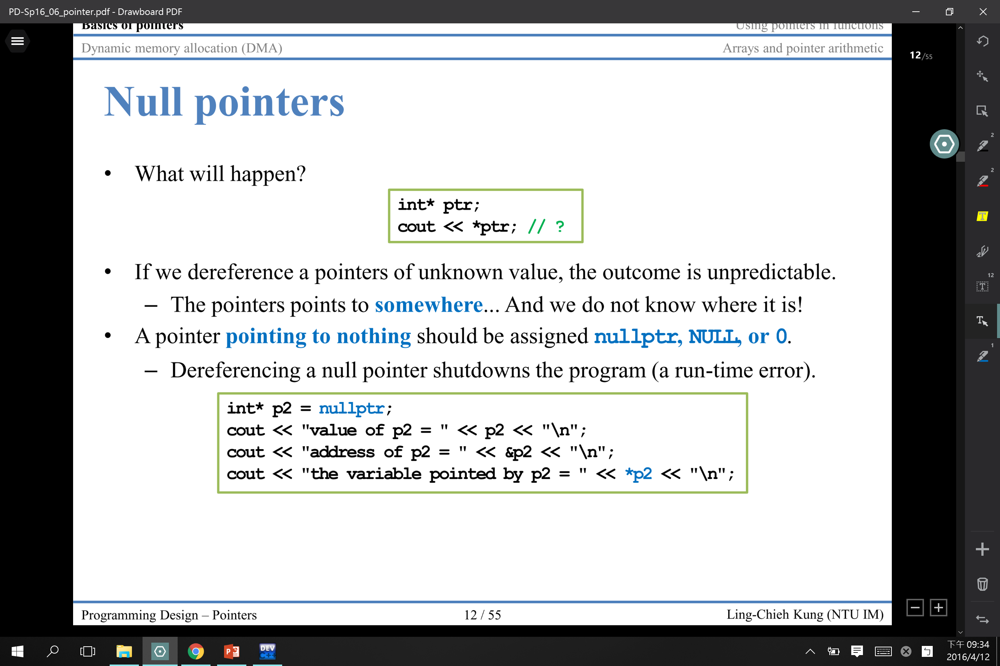 PD-Sp16_06_pointer.pdf - Drawboard PDF
Basics of pointers
Using pointers in functions
Dynamic memory allocation (DMA)
Arrays and pointer arithmetic
12/55
Null pointers
• What will happen?
int* ptr;
cout << *ptr; // ?
• If we dereference a pointers of unknown value, the outcome is unpredictable.
– The pointers points to somewhere... And we do not know where it is!
• A pointer pointing to nothing should be assigned nullptr, NULL, or 0.
– Dereferencing a null pointer shutdowns the program (a run-time error).
int* p2 = nullptr;
cout << "value of p2 = " << p2 << "\n";
cout << "address of p2 = " << &p2 << "\n";
cout << "the variable pointed by p2 = " << *p2 << "\n";
Programming Design – Pointers
12 / 55
Ling-Chieh Kung (NTU IM)
2
2
T
2
12
T
T
1
P
DEV
C++
下午 09:34
2016/4/12